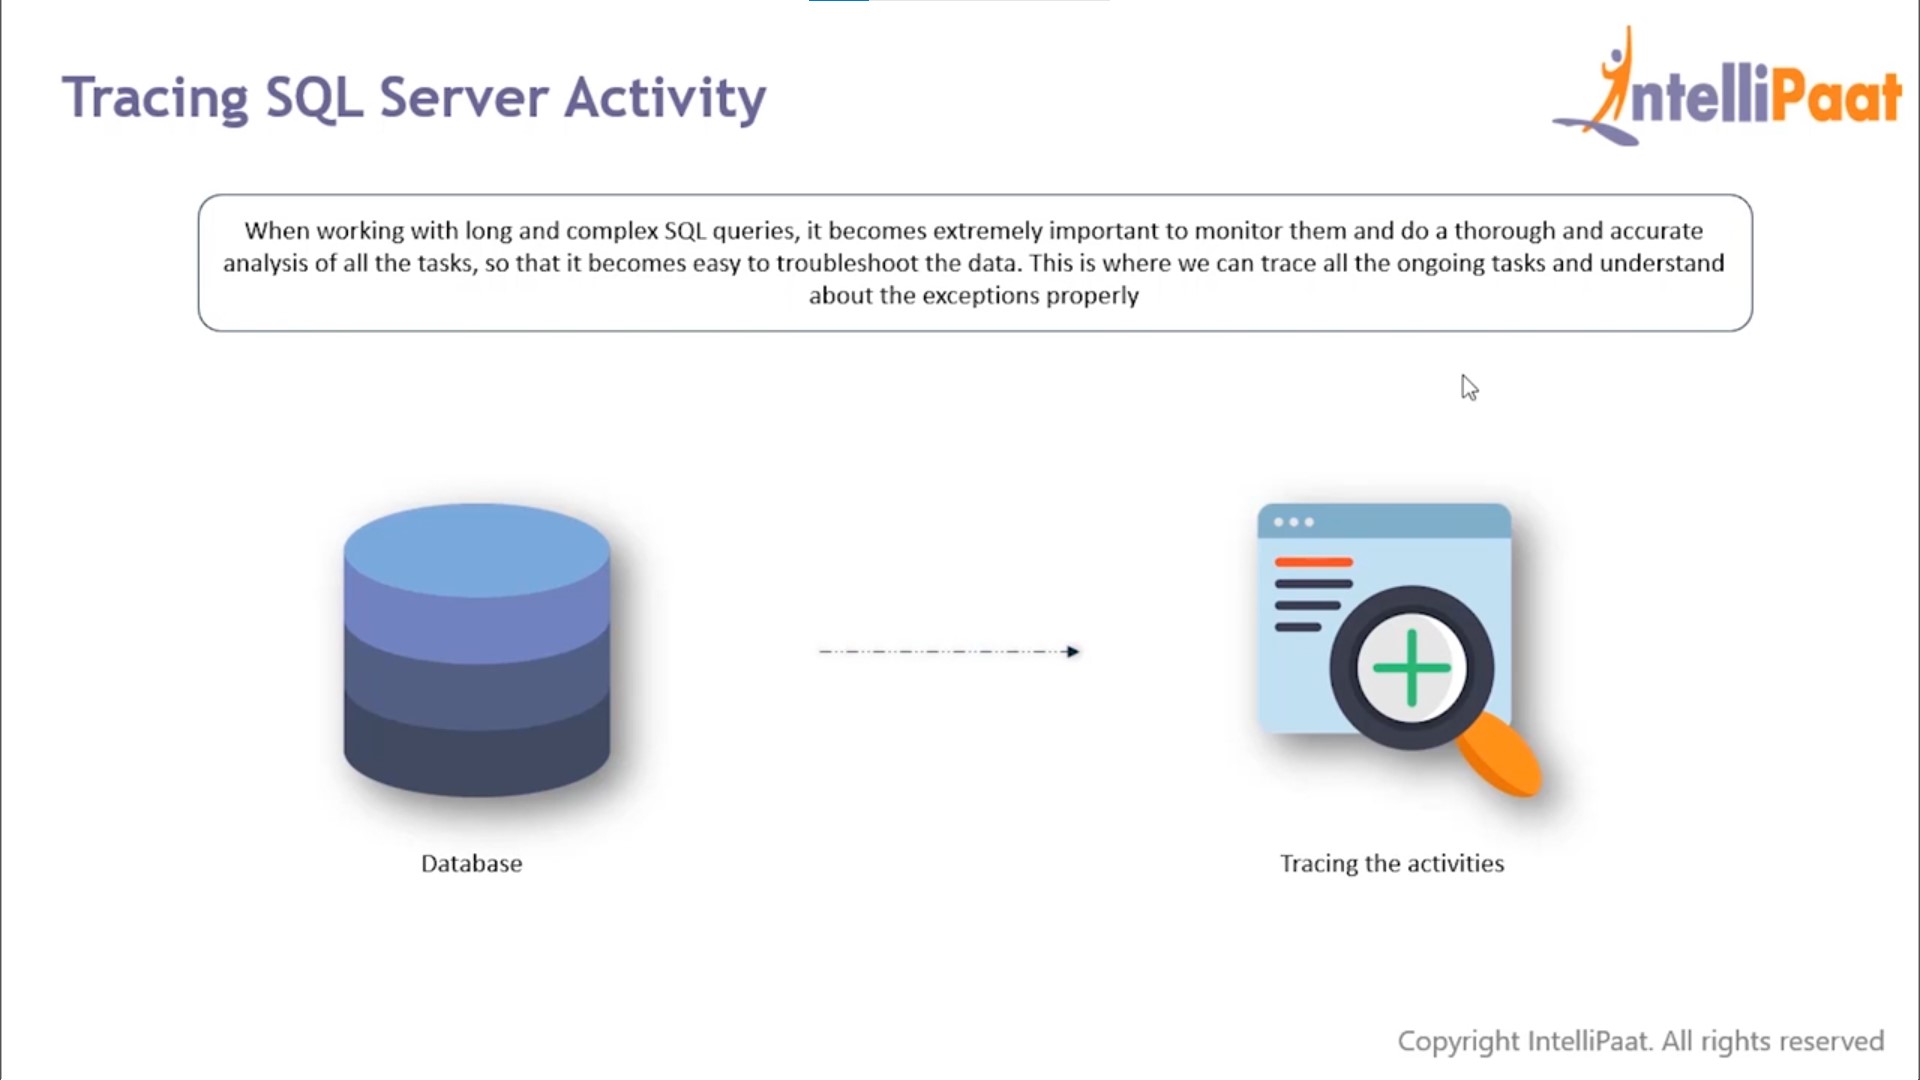 Tracing SQL Server Activity
IntelliPaat
When working with long and complex SQL queries, it becomes extremely important to monitor them and do a thorough and accurate
analysis of all the tasks, so that it becomes easy to troubleshoot the data. This is where we can trace all the ongoing tasks and understand
about the exceptions properly
Database
Tracing the activities
Copyright IntelliPaat. All rights reserved